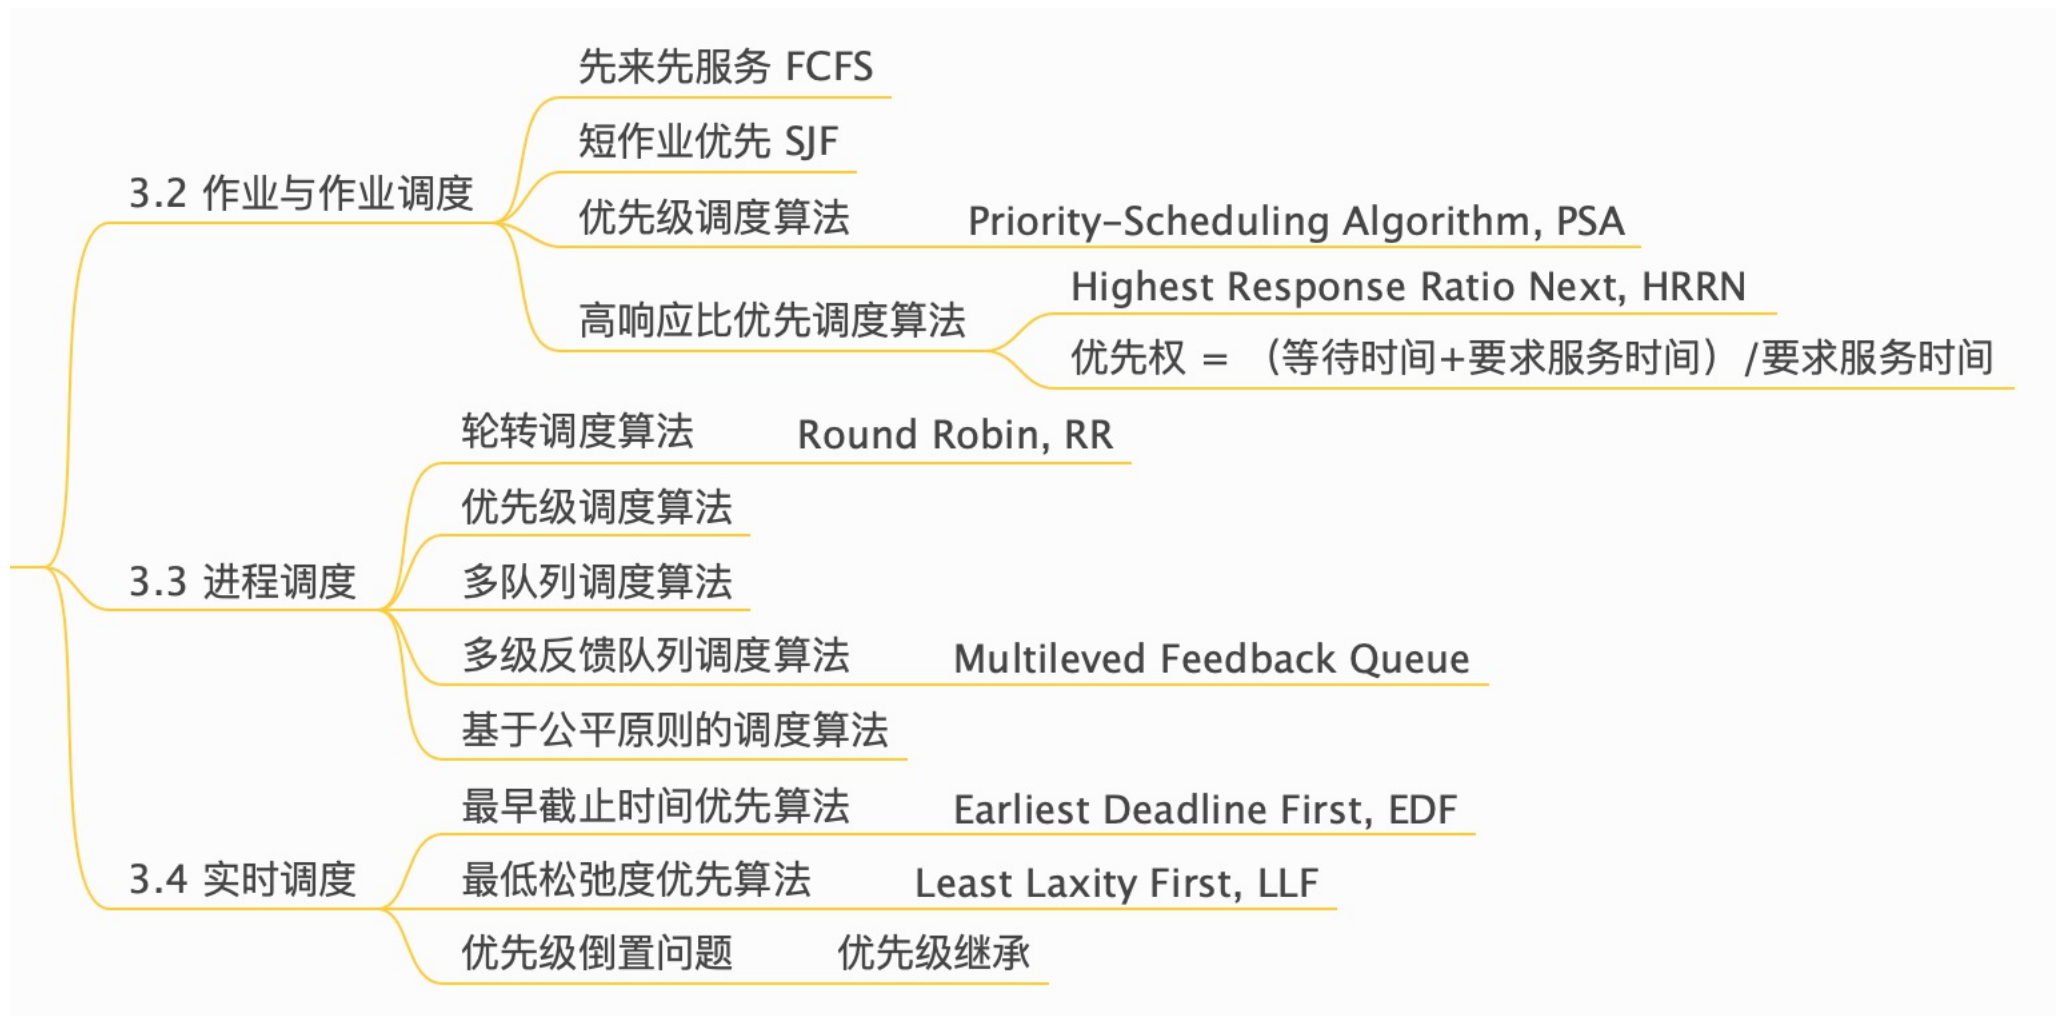 3.2 作业与作业调度
先来先服务 FCFS
短作业优先 SJF
优先级调度算法 Priority-Scheduling Algorithm, PSA
高响应比优先调度算法
Highest Response Ratio Next, HRRN
优先权 = （等待时间+要求服务时间）/要求服务时间
3.3 进程调度
轮转调度算法 Round Robin, RR
优先级调度算法
多队列调度算法
多级反馈队列调度算法 Multileved Feedback Queue
基于公平原则的调度算法
3.4 实时调度
最早截止时间优先算法 Earliest Deadline First, EDF
最低松弛度优先算法 Least Laxity First, LLF
优先级倒置问题 优先级继承